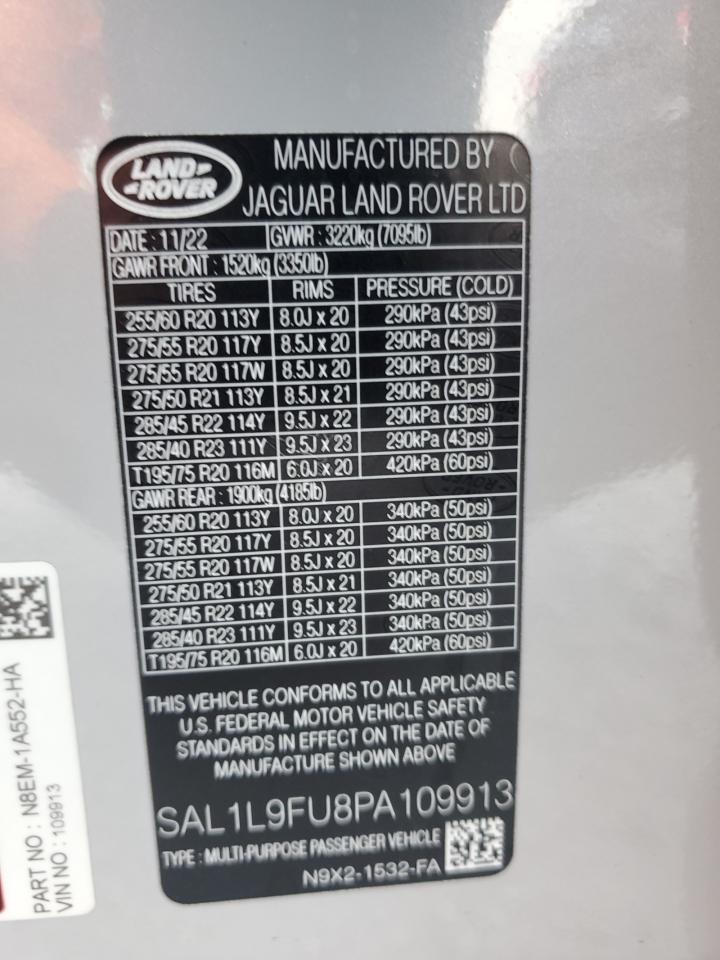 LAND ROVER
MANUFACTURED BY
JAGUAR LAND ROVER LTD
DATE : 11/22 GVWR : 3220kg (7095lb)
GAWR FRONT : 1520kg (3350lb)
TIRES RIMS PRESSURE (COLD)
255/60 R20 113Y 8.0J x 20 290kPa (43psi)
275/55 R20 117Y 8.5J x 20 290kPa (43psi)
275/55 R20 117W 8.5J x 20 290kPa (43psi)
275/50 R21 113Y 8.5J x 21 290kPa (43psi)
285/45 R22 114Y 9.5J x 22 290kPa (43psi)
285/40 R23 111Y 9.5J x 23 290kPa (43psi)
T195/75 R20 116M 6.0J x 20 420kPa (60psi)
GAWR REAR : 1900kg (4185lb)
255/60 R20 113Y 8.0J x 20 340kPa (50psi)
275/55 R20 117Y 8.5J x 20 340kPa (50psi)
275/55 R20 117W 8.5J x 20 340kPa (50psi)
275/50 R21 113Y 8.5J x 21 340kPa (50psi)
285/45 R22 114Y 9.5J x 22 340kPa (50psi)
285/40 R23 111Y 9.5J x 23 340kPa (50psi)
T195/75 R20 116M 6.0J x 20 420kPa (60psi)
THIS VEHICLE CONFORMS TO ALL APPLICABLE
U.S. FEDERAL MOTOR VEHICLE SAFETY
STANDARDS IN EFFECT ON THE DATE OF
MANUFACTURE SHOWN ABOVE
SAL1L9FU8PA109913
TYPE : MULTI-PURPOSE PASSENGER VEHICLE
N9X2-1532-FA
PART NO : N8EM-1A552-HA
VIN NO : 109913